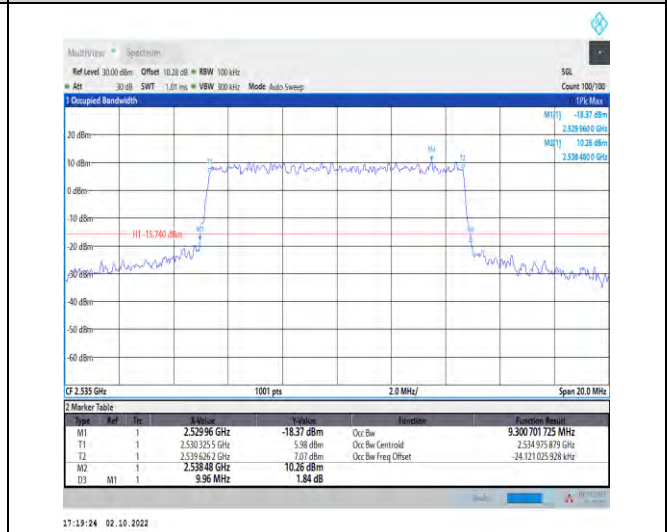 MultiView Spectrum
Ref Level 30.00 dBm Offset 10.28 dB RBW 100 kHz SGL
Att 30 dB SWT 1.01 ms VBW 300 kHz Mode Auto Sweep Count 100/100
1 Occupied Bandwidth 1Pk Max
M1[1] -18.37 dBm
2.529 960 0 GHz
M2[1] 10.26 dBm
2.538 480 0 GHz
20 dBm
10 dBm
0 dBm
-10 dBm
H1 -15.740 dBm
-20 dBm
-30 dBm
-40 dBm
-50 dBm
-60 dBm
T1
T2
M1
CF 2.535 GHz 1001 pts 2.0 MHz/ Span 20.0 MHz
2 Marker Table
Type Ref Trc X-Value Y-Value Function Function Result
M1 1 2.529 96 GHz -18.37 dBm Occ Bw 9.300 701 725 MHz
T1 1 2.530 325 5 GHz 5.98 dBm Occ Bw Centroid 2.534 975 879 GHz
T2 1 2.539 626 2 GHz 7.07 dBm Occ Bw Freq Offset -24.121 025 928 kHz
M2 1 2.538 48 GHz 10.26 dBm
D3 M1 1 9.96 MHz 1.84 dB
17:19:24 02.10.2022